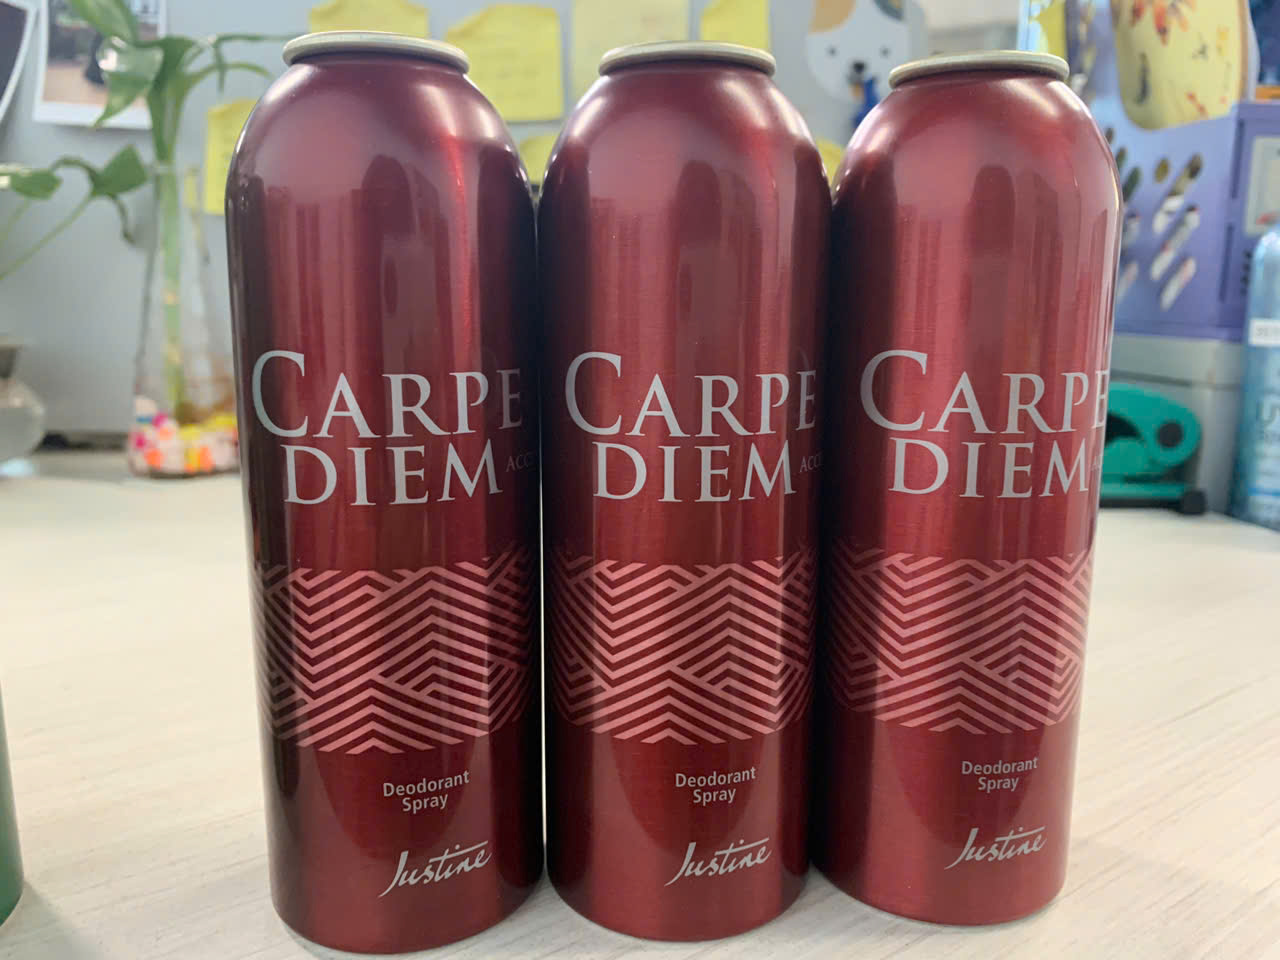 CARPE
DIEM
Deodorant
Spray
Justine
CARPE
DIEM
Deodorant
Spray
Justine
CARPE
DIEM
Deodorant
Spray
Justine